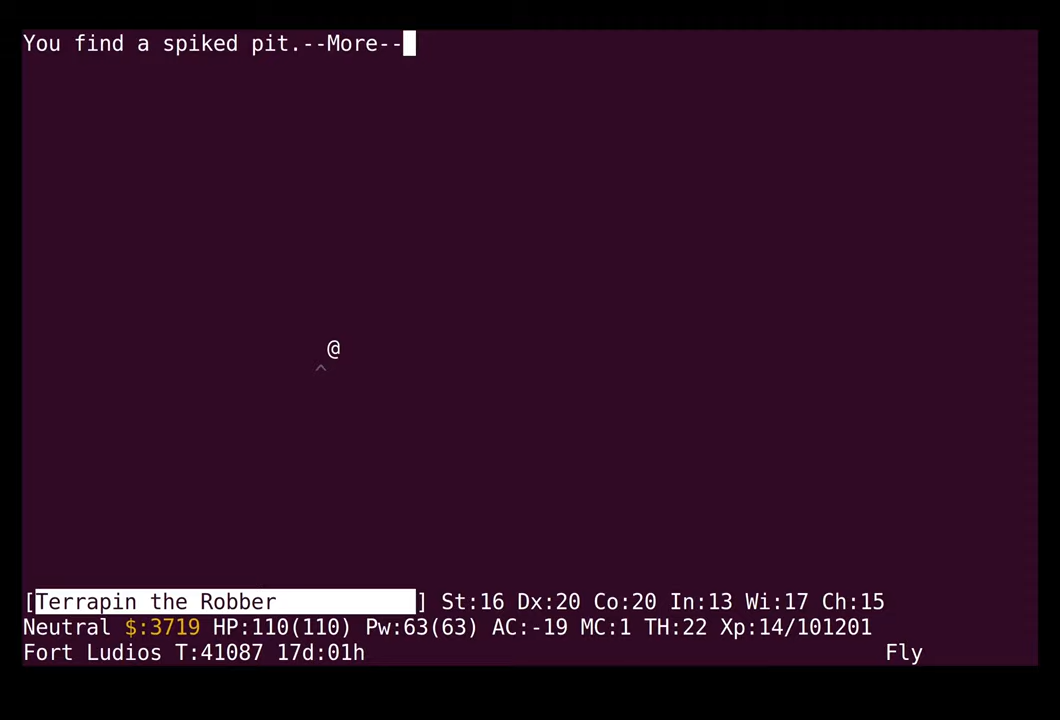 You find a spiked pit.--More--
@
^
[Terrapin the Robber ] St:16 Dx:20 Co:20 In:13 Wi:17 Ch:15
Neutral $:3719 HP:110(110) Pw:63(63) AC:-19 MC:1 TH:22 Xp:14/101201
Fort Ludios T:41087 17d:01h Fly